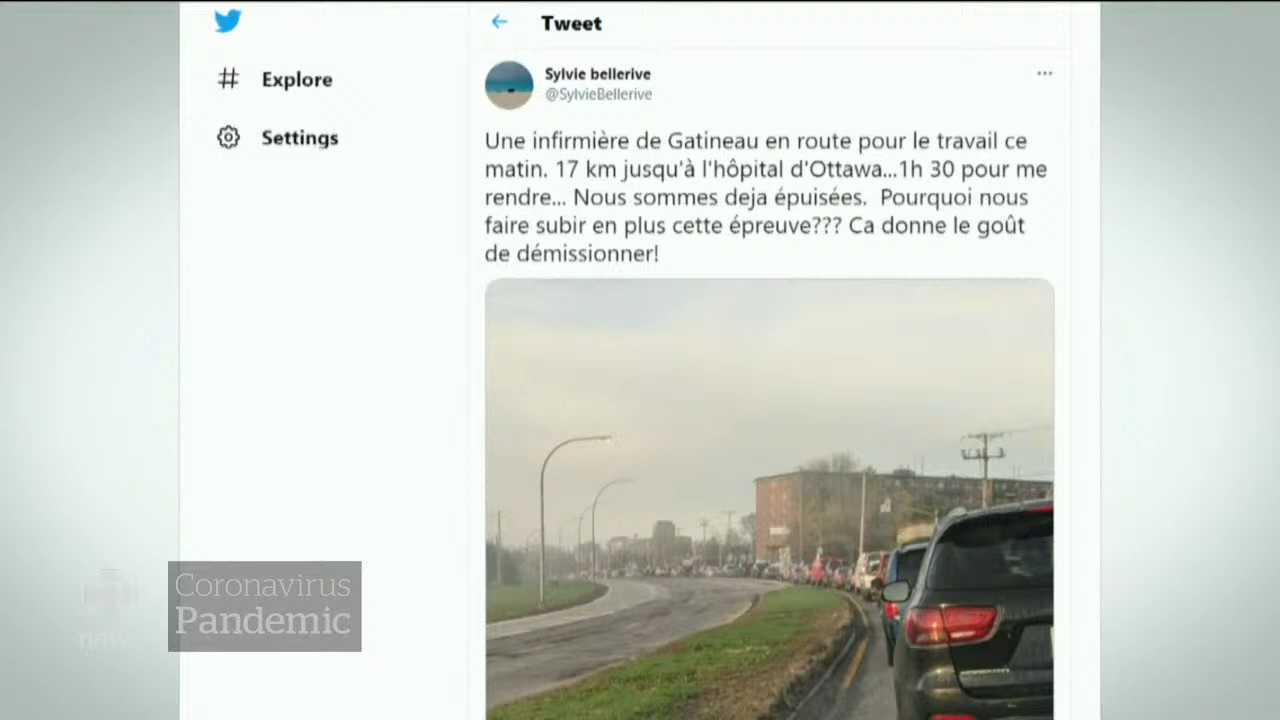 Tweet
Explore
Settings
Sylvie bellerive
@SylvieBellerive
Une infirmière de Gatineau en route pour le travail ce
matin. 17 km jusqu'à l'hôpital d'Ottawa...1h 30 pour me
rendre... Nous sommes deja épuisées. Pourquoi nous
faire subir en plus cette épreuve??? Ca donne le goût
de démissionner!
Coronavirus
Pandemic